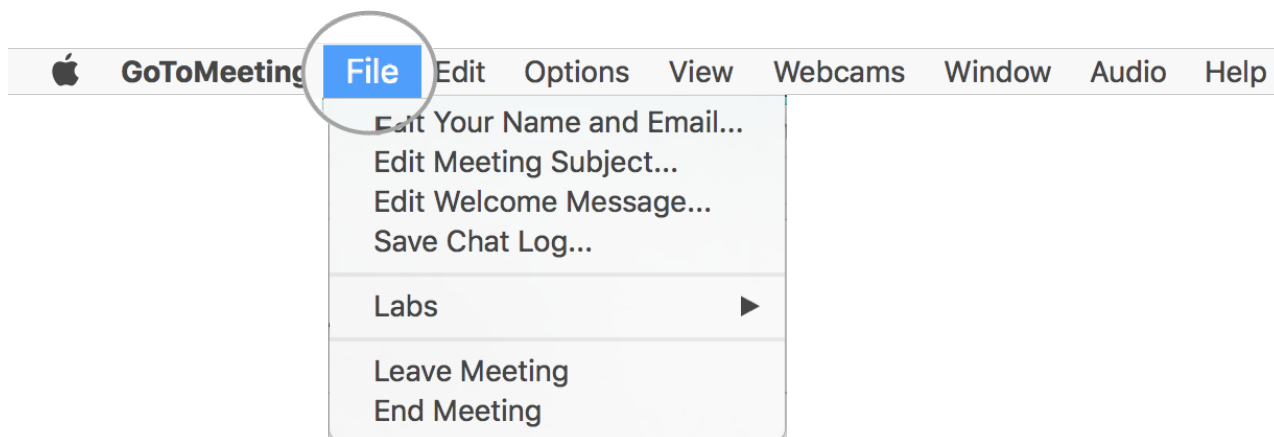 GoToMeeting File Edit Options View Webcams Window Audio Help
Edit Your Name and Email...
Edit Meeting Subject...
Edit Welcome Message...
Save Chat Log...
Labs
Leave Meeting
End Meeting